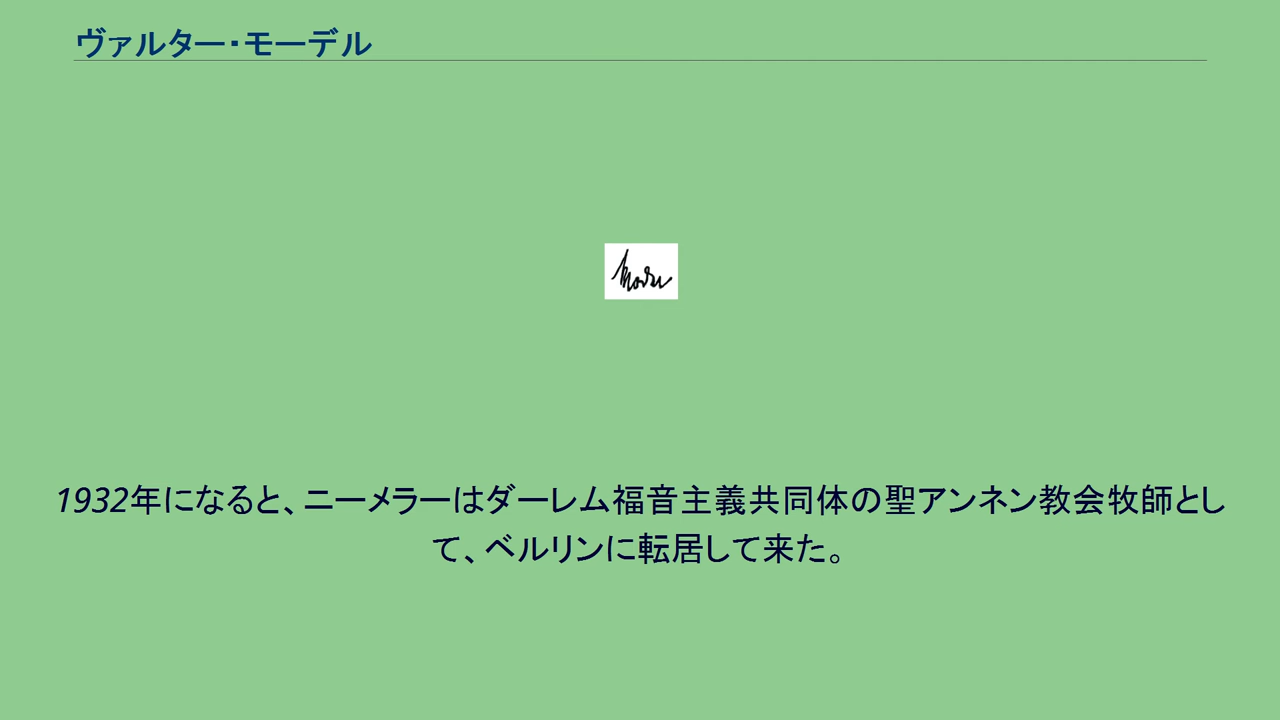 ヴァルター・モーデル
1932年になると、ニーメラーはダーレム福音主義共同体の聖アンネン教会牧師とし
て、ベルリンに転居して来た。